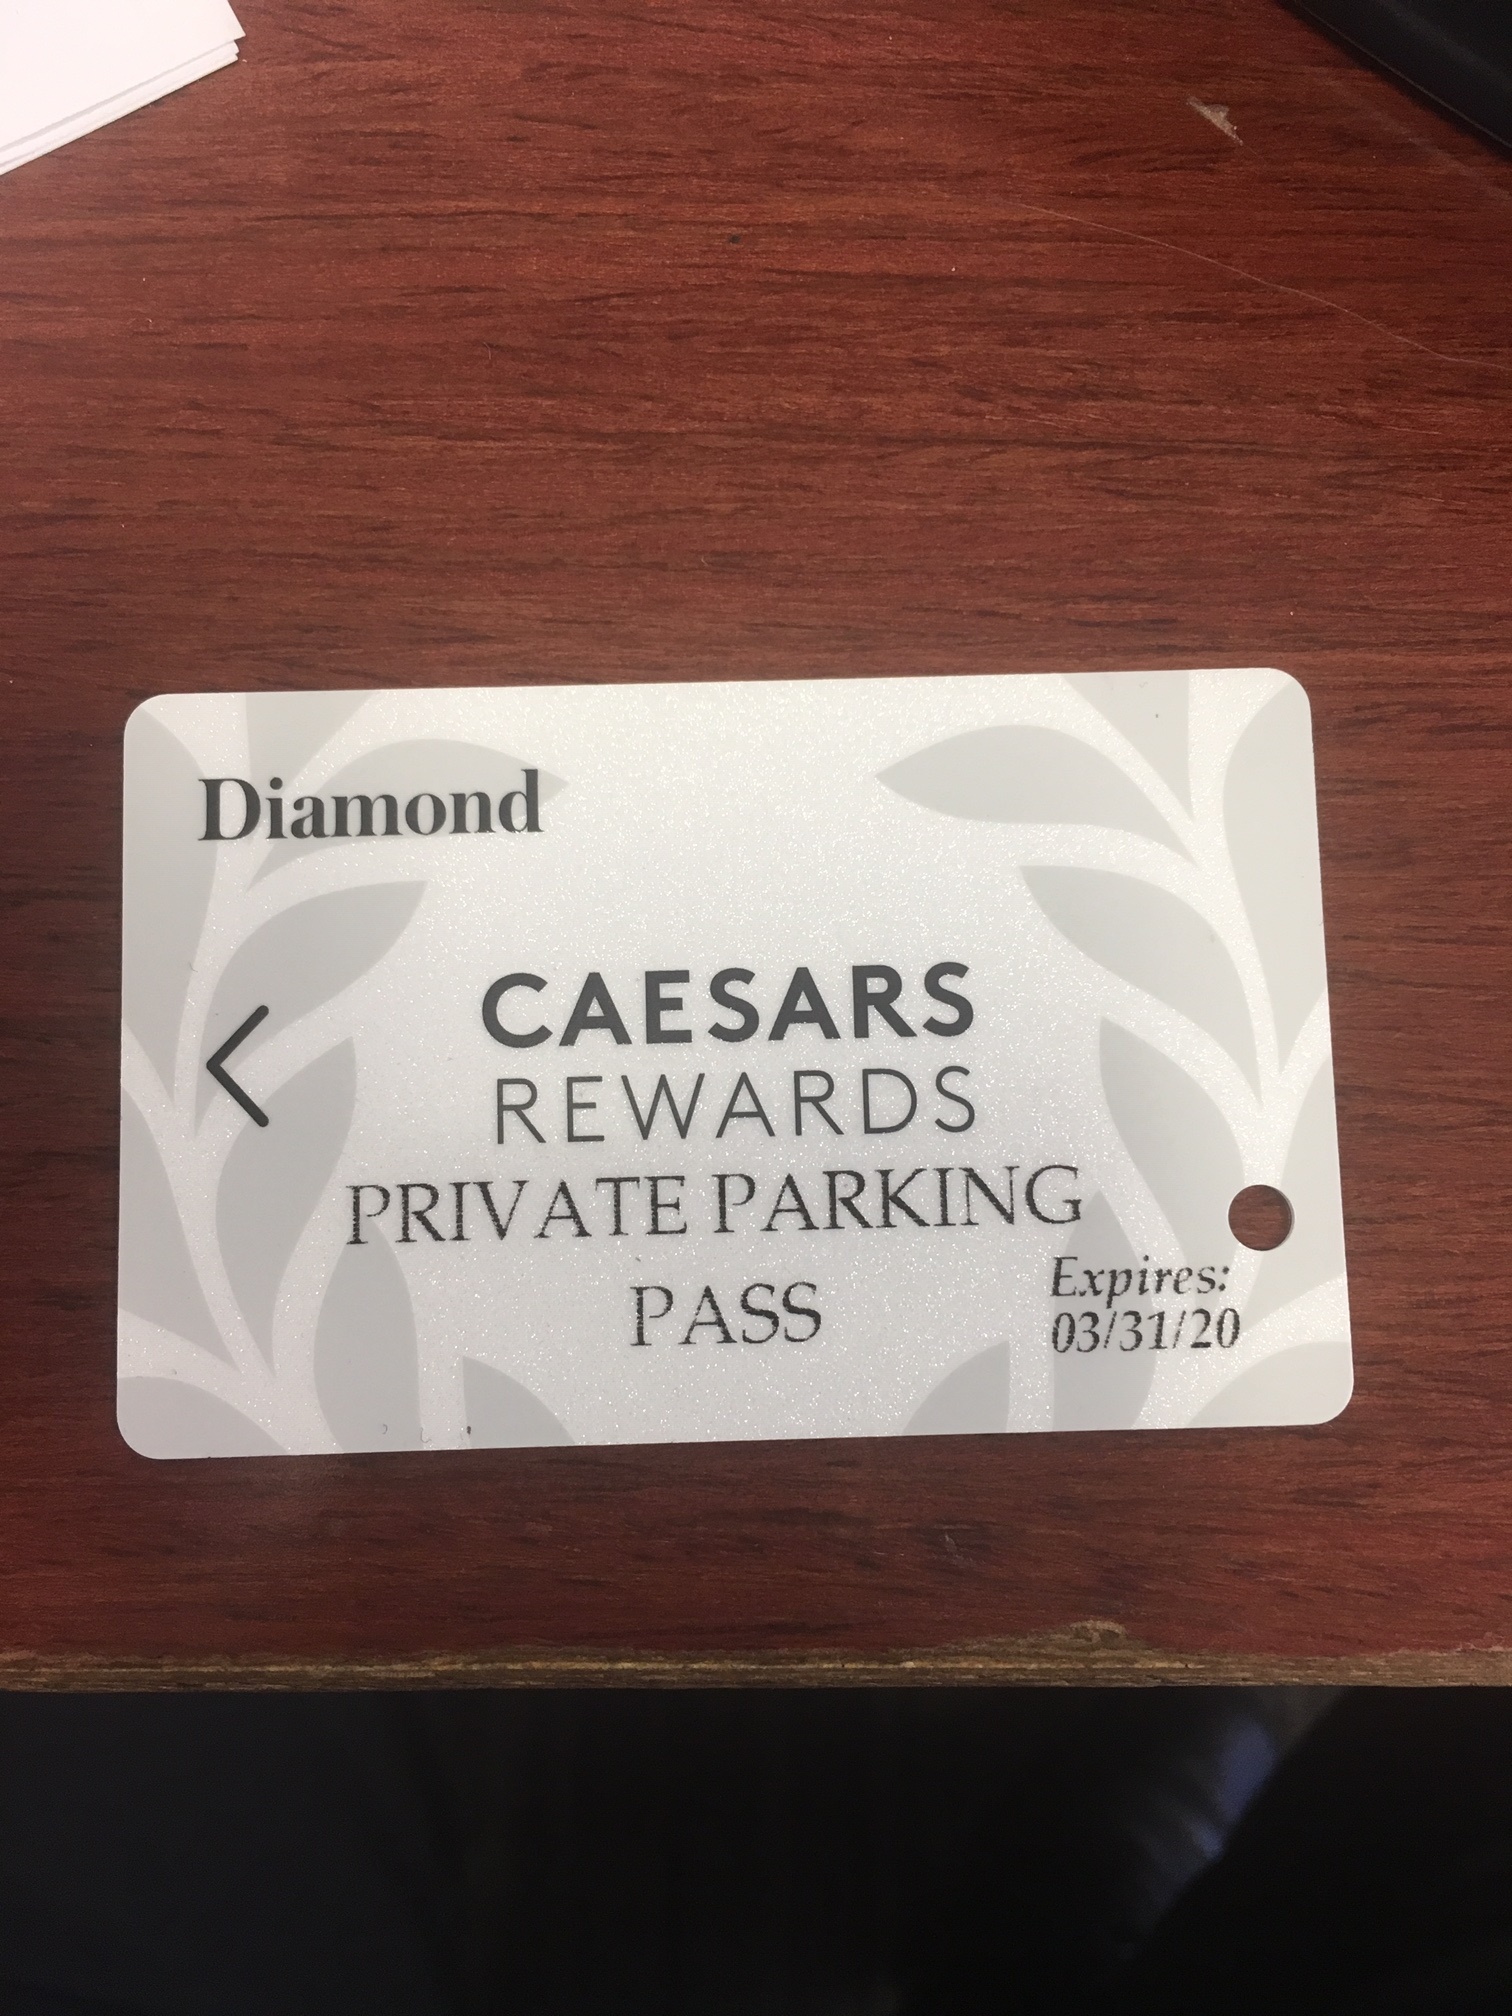 Diamond
CAESARS
REWARDS
PRIVATE PARKING
PASS
Expires:
03/31/20